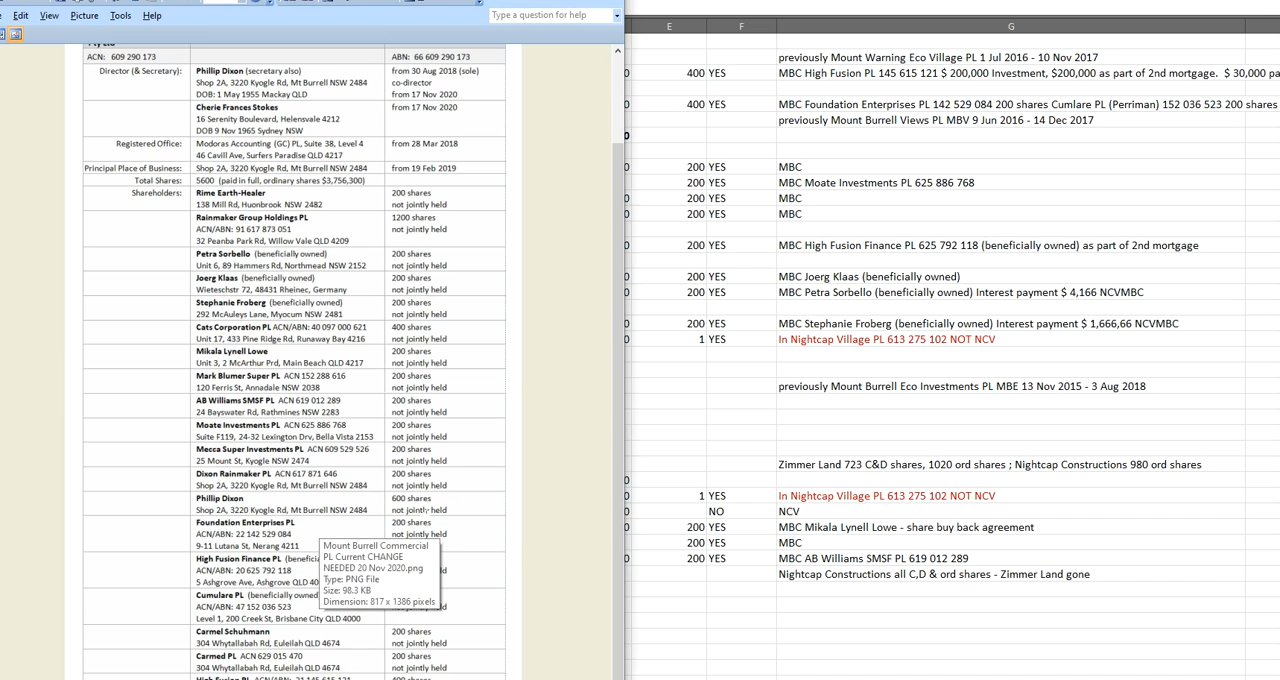 Edit View Picture Tools Help
Type a question for help
Pty Ltd
ACN: 609 290 173 ABN: 66 609 290 173
Director (& Secretary): Phillip Dixon (secretary also) from 30 Aug 2018 (sole)
Shop 2A, 3220 Kyogle Rd, Mt Burrell NSW 2484 co-director
DOB: 1 May 1955 Mackay QLD from 17 Nov 2020
Cherie Frances Stokes from 17 Nov 2020
16 Serenity Boulevard, Helensvale 4212
DOB 9 Nov 1965 Sydney NSW
Registered Office: Modoras Accounting (GC) PL, Suite 38, Level 4 from 28 Mar 2018
46 Cavill Ave, Surfers Paradise QLD 4217
Principal Place of Business: Shop 2A, 3220 Kyogle Rd, Mt Burrell NSW 2484 from 19 Feb 2019
Total Shares: 5600 (paid in full, ordinary shares $3,756,300)
Shareholders: Rime Earth-Healer 200 shares
138 Mill Rd, Huonbrook NSW 2482 not jointly held
Rainmaker Group Holdings PL 1200 shares
ACN/ABN: 91 617 873 051 not jointly held
32 Peanba Park Rd, Willow Vale QLD 4209
Petra Sorbello (beneficially owned) 200 shares
Unit 6, 89 Hammers Rd, Northmead NSW 2152 not jointly held
Joerg Klaas (beneficially owned) 200 shares
Wieteschstr 72, 48431 Rheinec, Germany not jointly held
Stephanie Froberg (beneficially owned) 200 shares
292 McAuleys Lane, Myocum NSW 2481 not jointly held
Cats Corporation PL ACN/ABN: 40 097 000 621 400 shares
Unit 17, 433 Pine Ridge Rd, Runaway Bay 4216 not jointly held
Mikala Lynell Lowe 200 shares
Unit 3, 2 McArthur Prd, Main Beach QLD 4217 not jointly held
Mark Blumer Super PL ACN 152 288 616 200 shares
120 Ferris St, Annadale NSW 2038 not jointly held
AB Williams SMSF PL ACN 619 012 289 200 shares
24 Bayswater Rd, Rathmines NSW 2283 not jointly held
Moate Investments PL ACN 625 886 768 200 shares
Suite F119, 24-32 Lexington Drv, Bella Vista 2153 not jointly held
Mecca Super Investments PL ACN 609 529 526 200 shares
25 Mount St, Kyogle NSW 2474 not jointly held
Dixon Rainmaker PL ACN 617 871 646 200 shares
Shop 2A, 3220 Kyogle Rd, Mt Burrell NSW 2484 not jointly held
Phillip Dixon 600 shares
Shop 2A, 3220 Kyogle Rd, Mt Burrell NSW 2484 not jointly held
Foundation Enterprises PL 200 shares
ACN/ABN: 22 142 529 084 not jointly held
9-11 Lutana St, Nerang 4211
High Fusion Finance PL (benefici
ACN/ABN: 20 625 792 118
5 Ashgrove Ave, Ashgrove QLD 40
Cumulare PL (beneficially owned
ACN/ABN: 47 152 036 523
Level 1, 200 Creek St, Brisbane City QLD 4000
Carmel Schuhmann 200 shares
304 Whytallabah Rd, Euleilah QLD 4674 not jointly held
Carmed PL ACN 629 015 470 200 shares
304 Whytallabah Rd, Euleilah QLD 4674 not jointly held
Mount Burrell Commercial
PL Current CHANGE
NEEDED 20 Nov 2020.png
Type: PNG File
Size: 98.3 KB
Dimension: 817 x 1386 pixels
E F G
previously Mount Warning Eco Village PL 1 Jul 2016 - 10 Nov 2017
0 400 YES MBC High Fusion PL 145 615 121 $ 200,000 Investment, $200,000 as part of 2nd mortgage. $ 30,000 pa
0 400 YES MBC Foundation Enterprises PL 142 529 084 200 shares Cumlare PL (Perriman) 152 036 523 200 shares
previously Mount Burrell Views PL MBV 9 Jun 2016 - 14 Dec 2017
0
0 200 YES MBC
0 200 YES MBC Moate Investments PL 625 886 768
0 200 YES MBC
0 200 YES MBC
0 200 YES MBC High Fusion Finance PL 625 792 118 (beneficially owned) as part of 2nd mortgage
0 200 YES MBC Joerg Klaas (beneficially owned)
0 200 YES MBC Petra Sorbello (beneficially owned) Interest payment $ 4,166 NCVMBC
0 200 YES MBC Stephanie Froberg (beneficially owned) Interest payment $ 1,666,66 NCVMBC
0 1 YES In Nightcap Village PL 613 275 102 NOT NCV
previously Mount Burrell Eco Investments PL MBE 13 Nov 2015 - 3 Aug 2018
Zimmer Land 723 C&D shares, 1020 ord shares ; Nightcap Constructions 980 ord shares
0
0 1 YES In Nightcap Village PL 613 275 102 NOT NCV
0 NO NCV
0 200 YES MBC Mikala Lynell Lowe - share buy back agreement
0 200 YES MBC
0 200 YES MBC AB Williams SMSF PL 619 012 289
Nightcap Constructions all C,D & ord shares - Zimmer Land gone